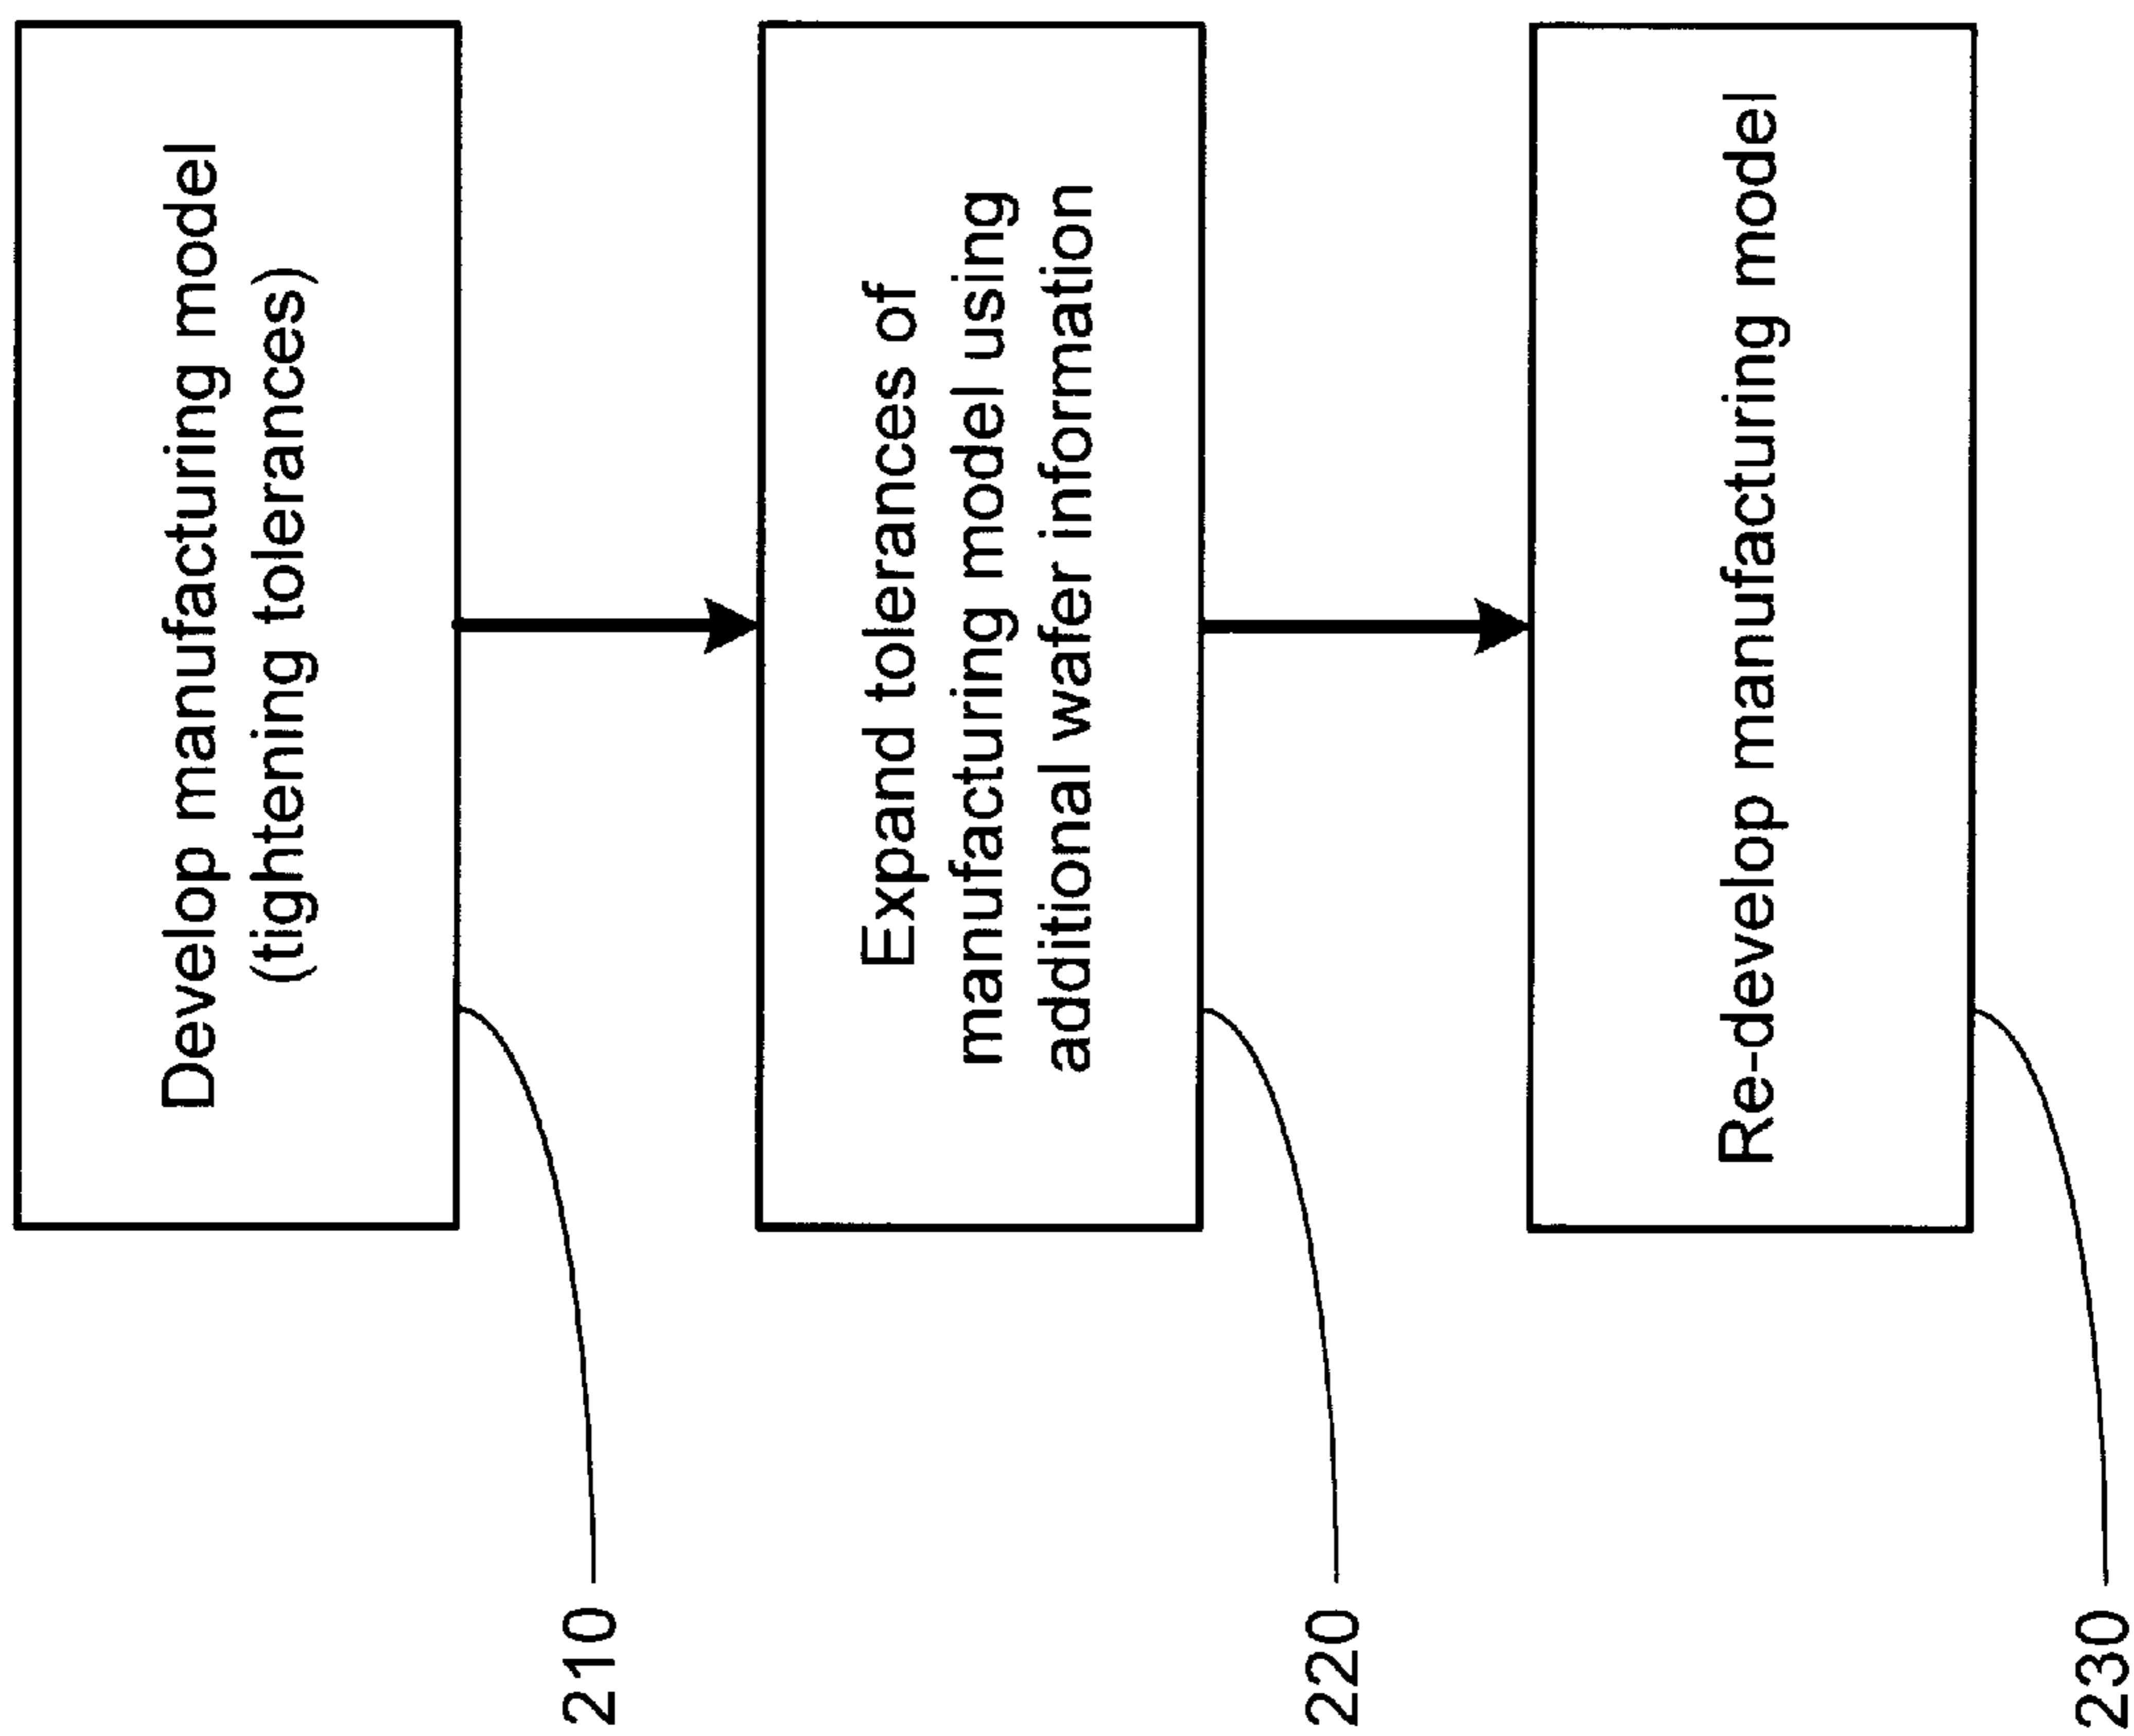 Develop manufacturing model
(tightening tolerances)
210
Expand tolerances of
manufacturing model using
additional wafer information
220
Re-develop manufacturing model
230